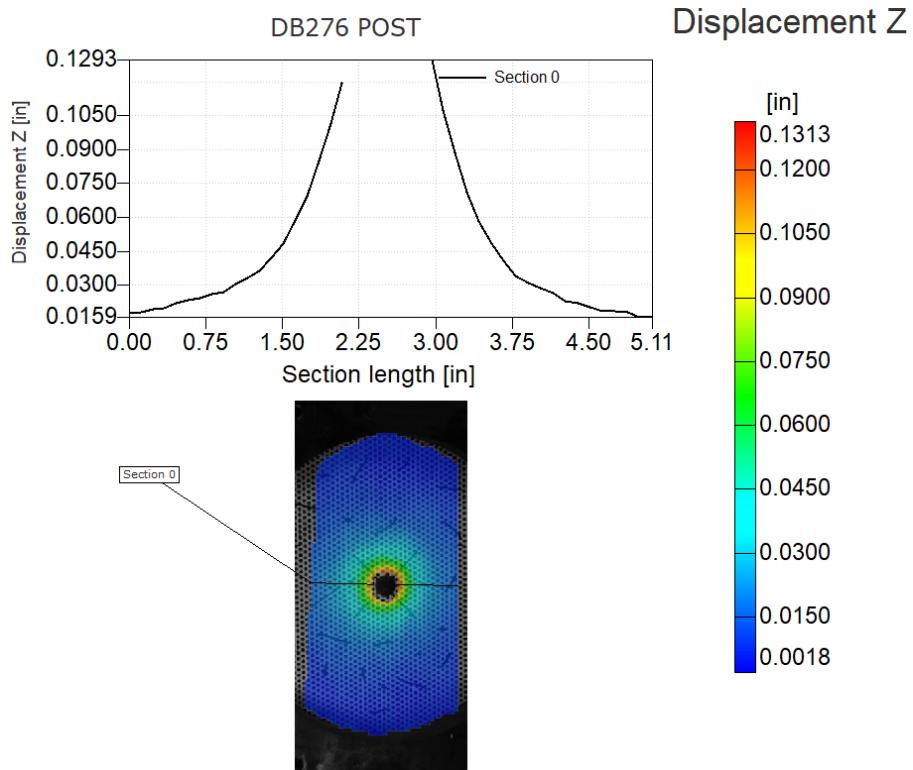 DB276 POST
Displacement Z
Displacement Z [in]
0.1293
0.1050
0.0900
0.0750
0.0600
0.0450
0.0300
0.0159
Section 0
0.00 0.75 1.50 2.25 3.00 3.75 4.50 5.11
Section length [in]
[in]
0.1313
0.1200
0.1050
0.0900
0.0750
0.0600
0.0450
0.0300
0.0150
0.0018
Section 0